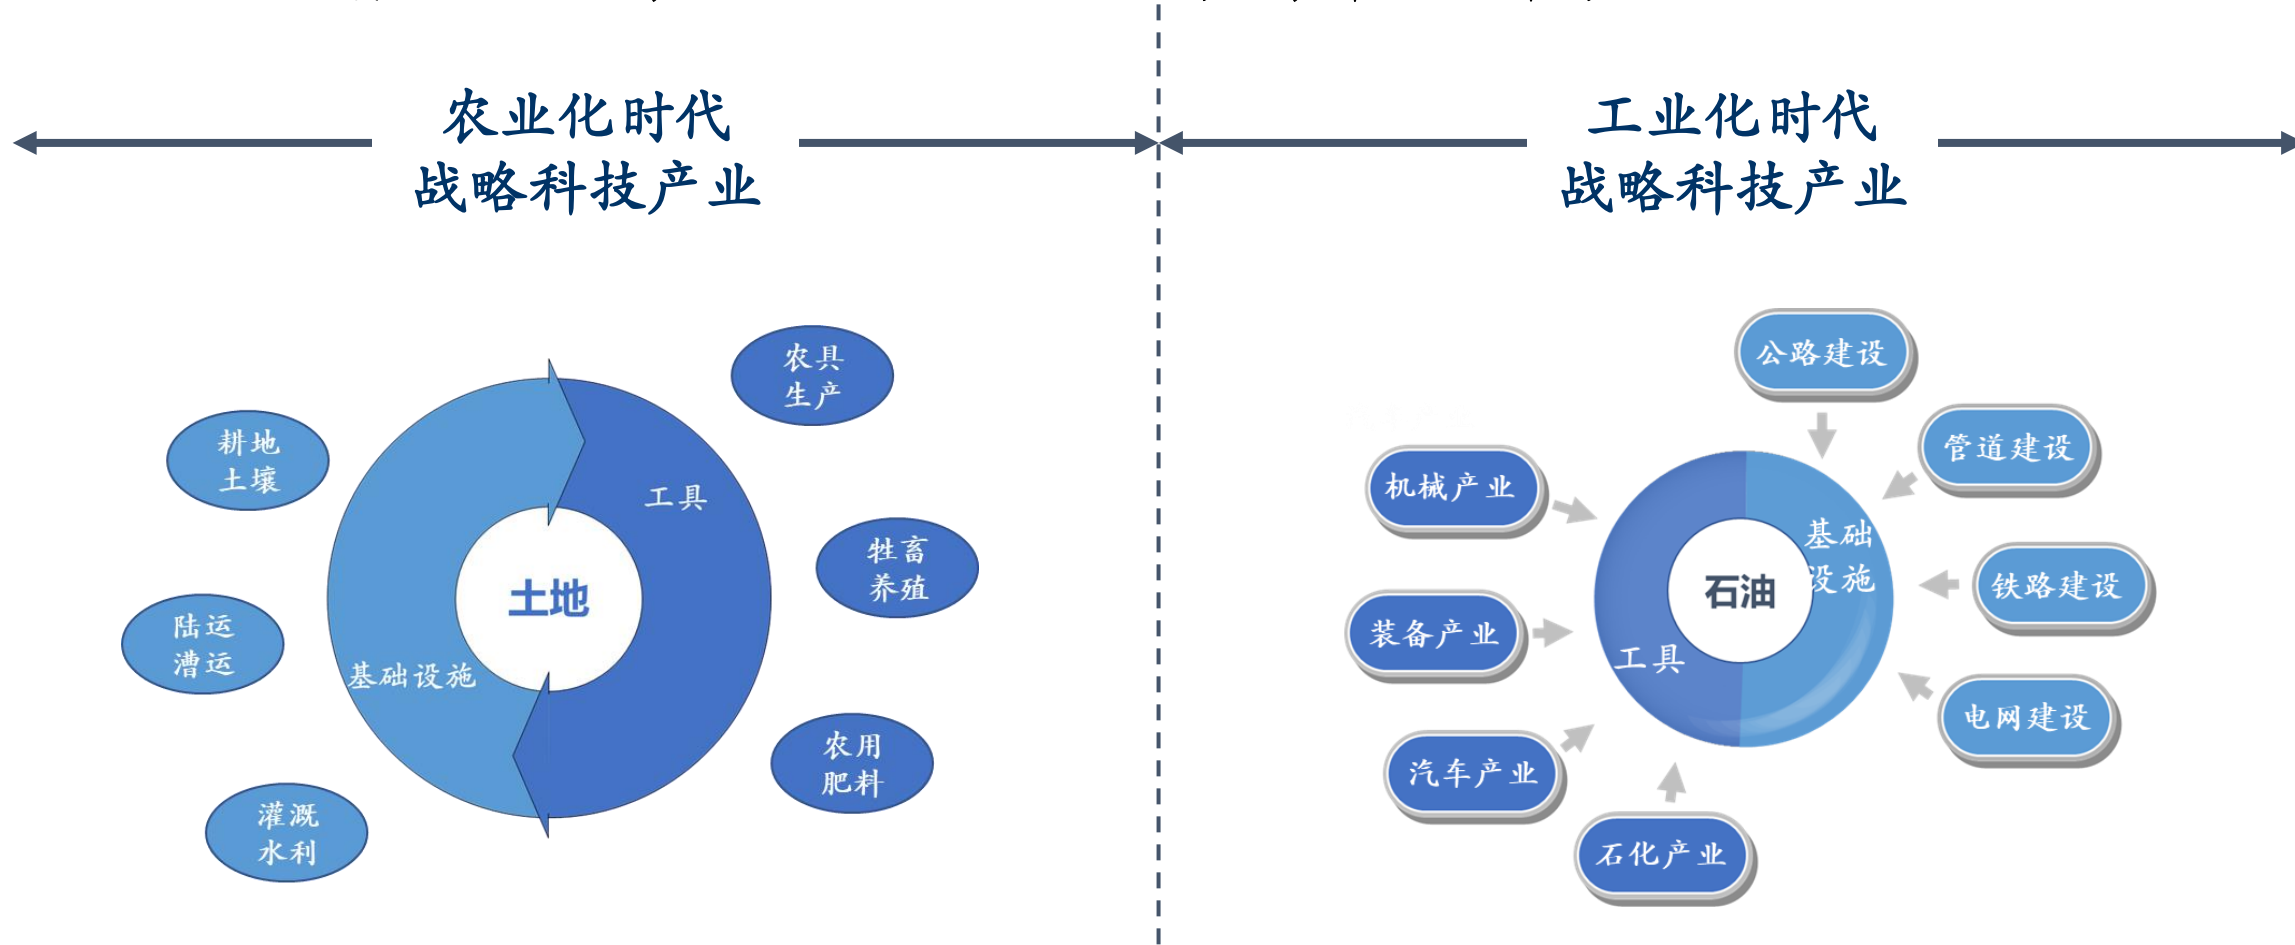 农业化时代
战略科技产业
工业化时代
战略科技产业
农具
生产
耕地
土壤
工具
牲畜
养殖
土地
陆运
漕运
基础设施
农用
肥料
灌溉
水利
公路建设
管道建设
机械产业
基础
设施
石油
铁路建设
装备产业
工具
电网建设
汽车产业
石化产业